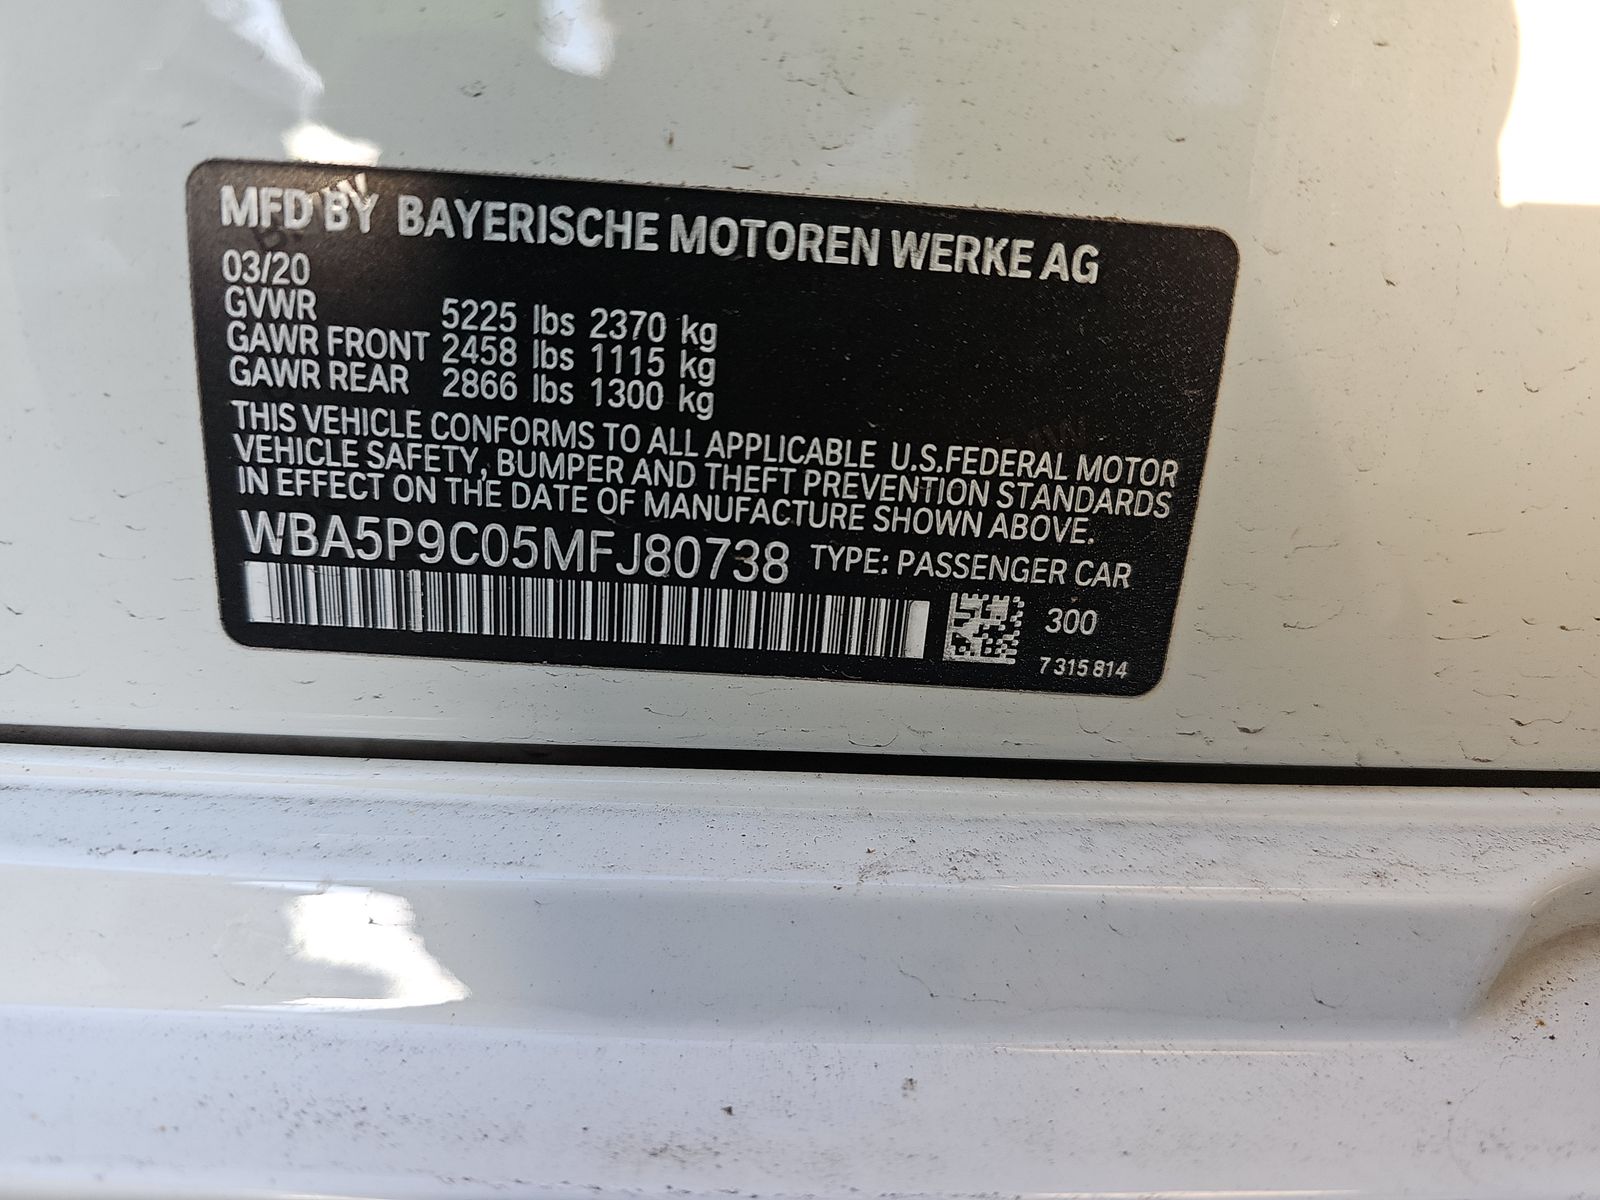 MFD BY BAYERISCHE MOTOREN WERKE AG
03/20
GVWR 5225 lbs 2370 kg
GAWR FRONT 2458 lbs 1115 kg
GAWR REAR 2866 lbs 1300 kg
THIS VEHICLE CONFORMS TO ALL APPLICABLE U.S.FEDERAL MOTOR
VEHICLE SAFETY, BUMPER AND THEFT PREVENTION STANDARDS
IN EFFECT ON THE DATE OF MANUFACTURE SHOWN ABOVE.
WBA5P9C05MFJ80738 TYPE: PASSENGER CAR
300
7 315 814